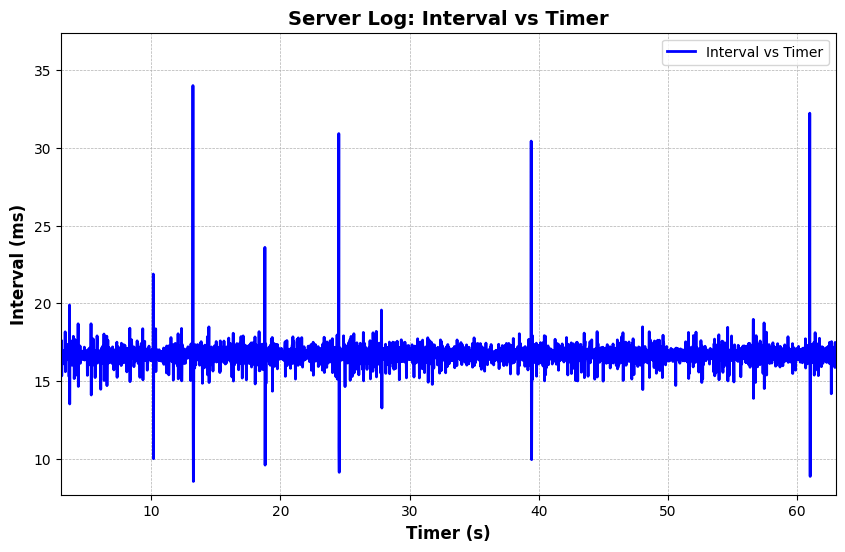 Server Log: Interval vs Timer
Interval vs Timer
35
30
25
20
15
10
Interval (ms)
10 20 30 40 50 60
Timer (s)